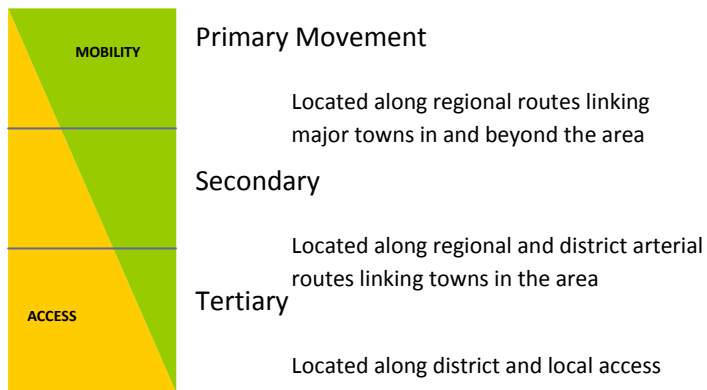 MOBILITY
Primary Movement
Located along regional routes linking
major towns in and beyond the area
Secondary
Located along regional and district arterial
routes linking towns in the area
Tertiary
ACCESS
Located along district and local access